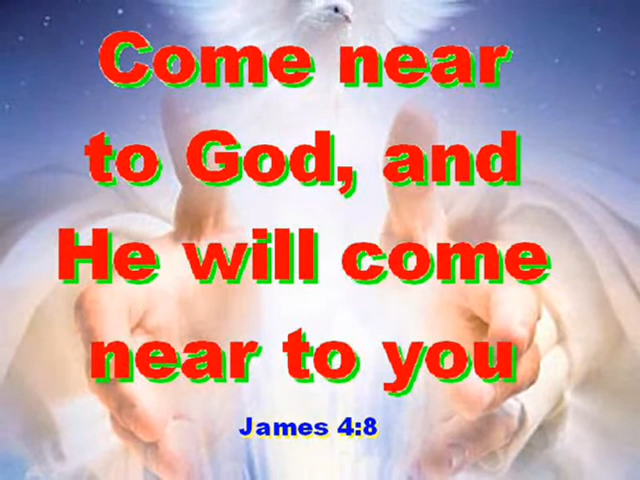 Come near
to God, and
He will come
near to you
James 4:8